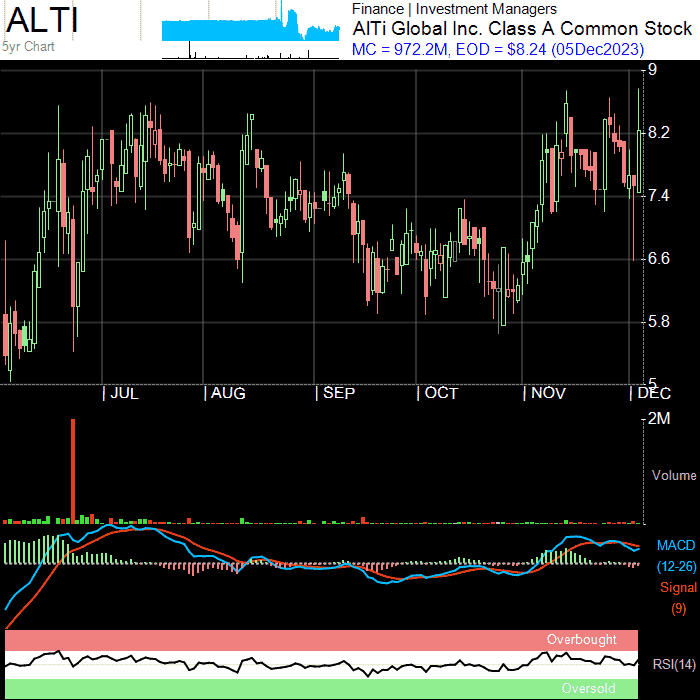 ALTI
5yr Chart
Finance | Investment Managers
AlTi Global Inc. Class A Common Stock
MC = 972.2M, EOD = $8.24 (05Dec2023)
9
8.2
7.4
6.6
5.8
5
| JUL | AUG | SEP | OCT | NOV | DEC
2M
Volume
MACD
(12-26)
Signal
(9)
Overbought
RSI(14)
Oversold